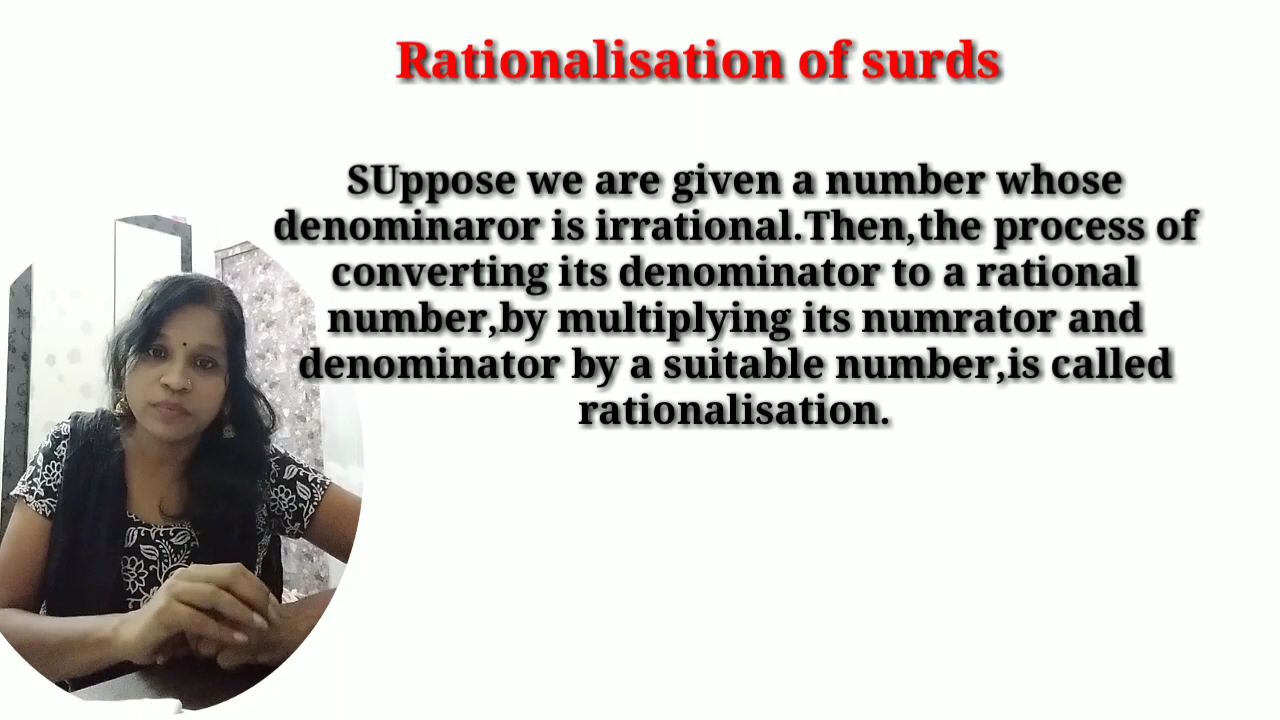 Rationalisation of surds
SUppose we are given a number whose
denominaror is irrational.Then,the process of
converting its denominator to a rational
number,by multiplying its numrator and
denominator by a suitable number,is called
rationalisation.